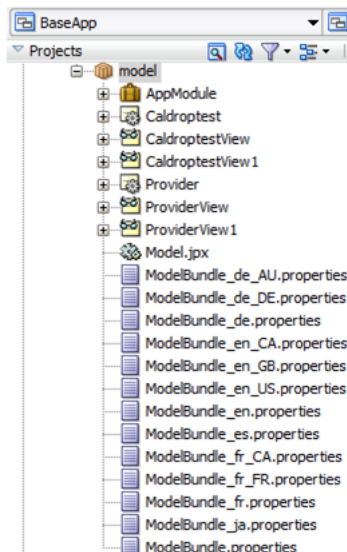 BaseApp
Projects
model
AppModule
Caldroptest
CaldroptestView
CaldroptestView1
Provider
ProviderView
ProviderView1
Model.jpx
ModelBundle_de_AU.properties
ModelBundle_de_DE.properties
ModelBundle_de.properties
ModelBundle_en_CA.properties
ModelBundle_en_GB.properties
ModelBundle_en_US.properties
ModelBundle_en.properties
ModelBundle_es.properties
ModelBundle_fr_CA.properties
ModelBundle_fr_FR.properties
ModelBundle_fr.properties
ModelBundle_ja.properties
ModelBundle.properties